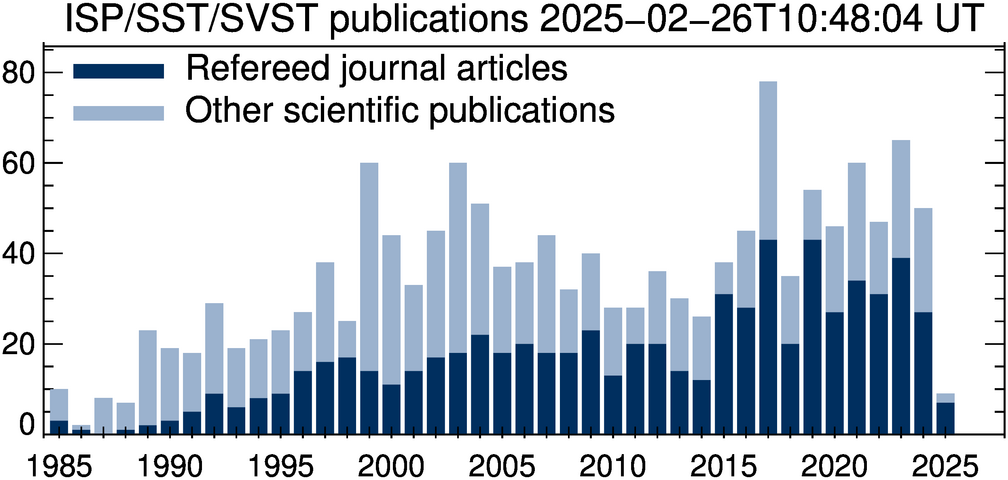 ISP/SST/SVST publications 2025−02−26T10:48:04 UT
Refereed journal articles
Other scientific publications
80
60
40
20
0
1985 1990 1995 2000 2005 2010 2015 2020 2025